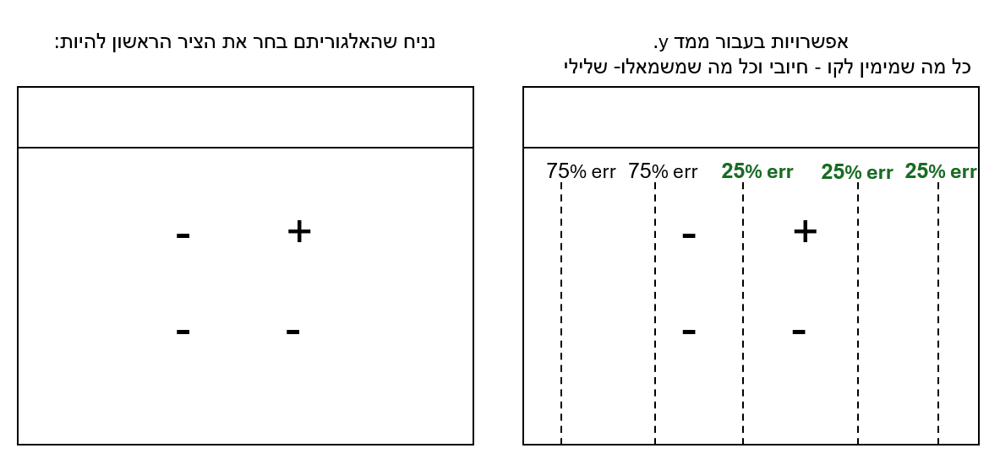 אפשרויות בעבור ממד y.
כל מה שמימין לקו - חיובי וכל מה שמשמאלו- שלילי
75% err 75% err 25% err 25% err 25% err
- +
- -
נניח שהאלגוריתם בחר את הציר הראשון להיות:
- +
- -